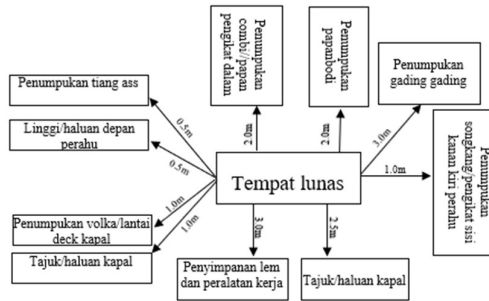 Penumpukan
combi//papan
pengikat dalam
Penumpukan
papanbodi
Penumpukan
gading gading
Penumpukan tiang ass
Linggi/haluan depan
perahu
Penumpukan
songkang/pengikat sisi
kanan kiri perahu
Tempat lunas
Penumpukan volka/lantai
deck kapal
Tajuk/haluan kapal
Penyimpanan lem
dan peralatan kerja
Tajuk/haluan kapal
0.5m
0.5m
1.0m
1.0m
2.0m
2.0m
3.0m
1.0m
3.0m
2.5m